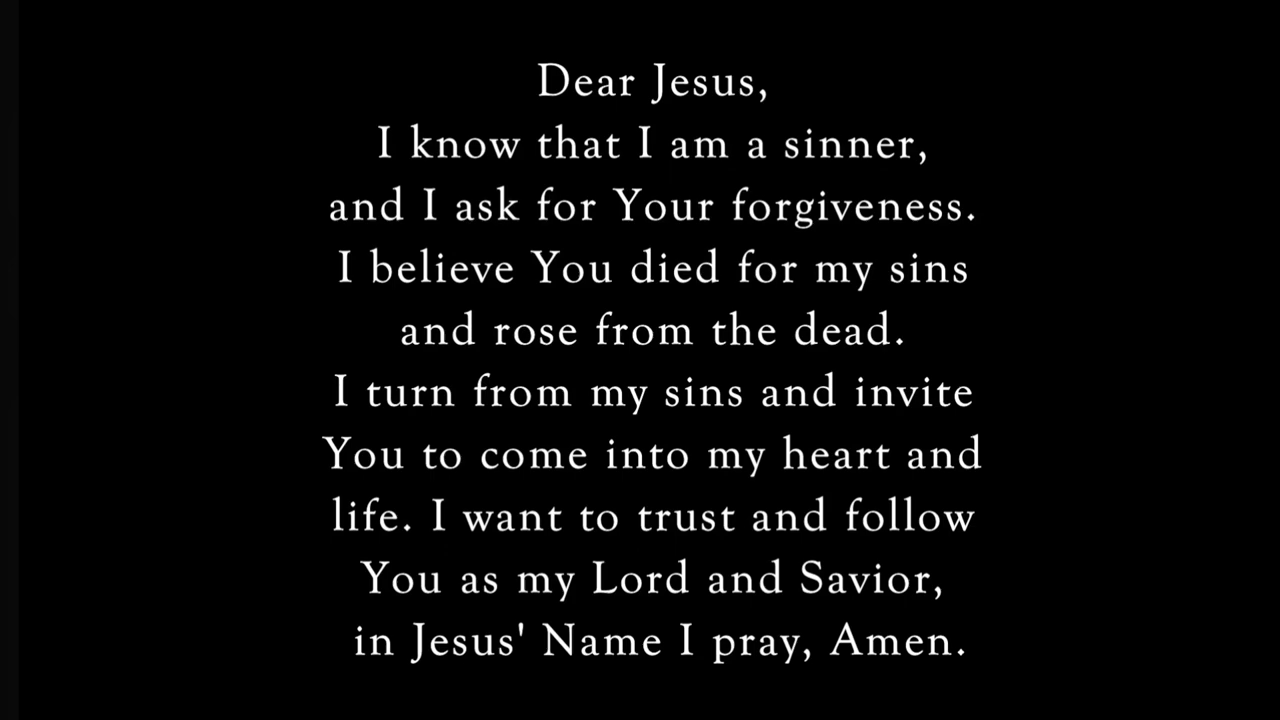 Dear Jesus,
I know that I am a sinner,
and I ask for Your forgiveness.
I believe You died for my sins
and rose from the dead.
I turn from my sins and invite
You to come into my heart and
life. I want to trust and follow
You as my Lord and Savior,
in Jesus' Name I pray, Amen.